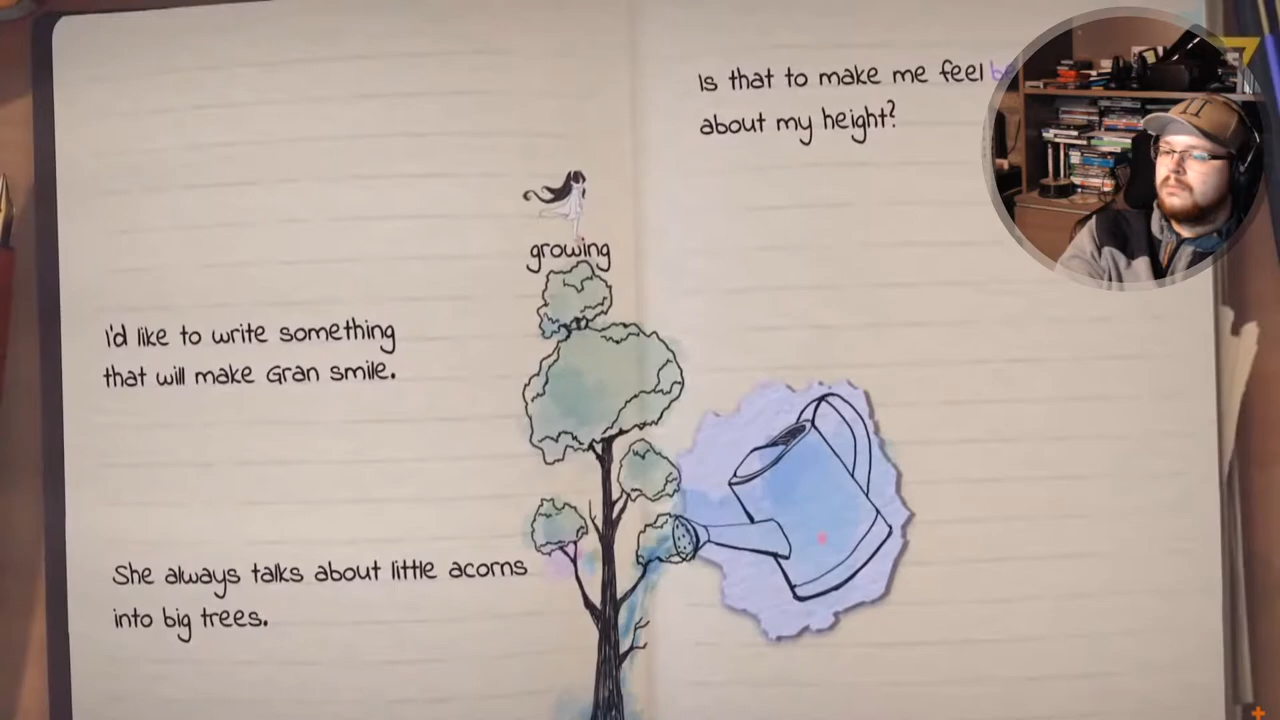 Is that to make me feel be
about my height?
growing
I'd like to write something
that will make Gran smile.
She always talks about little acorns
into big trees.